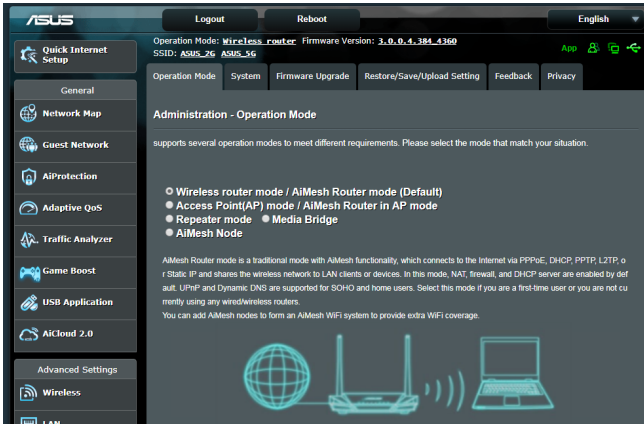 ASUS
Logout
Reboot
English
Quick Internet
Setup
Operation Mode: Wireless router Firmware Version: 3.0.0.4.384_4360
SSID: ASUS_2G ASUS_5G
App
Operation Mode
System
Firmware Upgrade
Restore/Save/Upload Setting
Feedback
Privacy
General
Network Map
Guest Network
AiProtection
Adaptive QoS
Traffic Analyzer
Game Boost
USB Application
AiCloud 2.0
Advanced Settings
Wireless
LAN
Administration - Operation Mode
supports several operation modes to meet different requirements. Please select the mode that match your situation.
Wireless router mode / AiMesh Router mode (Default)
Access Point(AP) mode / AiMesh Router in AP mode
Repeater mode
Media Bridge
AiMesh Node
AiMesh Router mode is a traditional mode with AiMesh functionality, which connects to the Internet via PPPoE, DHCP, PPTP, L2TP, o
r Static IP and shares the wireless network to LAN clients or devices. In this mode, NAT, firewall, and DHCP server are enabled by def
ault. UPnP and Dynamic DNS are supported for SOHO and home users. Select this mode if you are a first-time user or you are not cu
rrently using any wired/wireless routers.
You can add AiMesh nodes to form an AiMesh WiFi system to provide extra WiFi coverage.